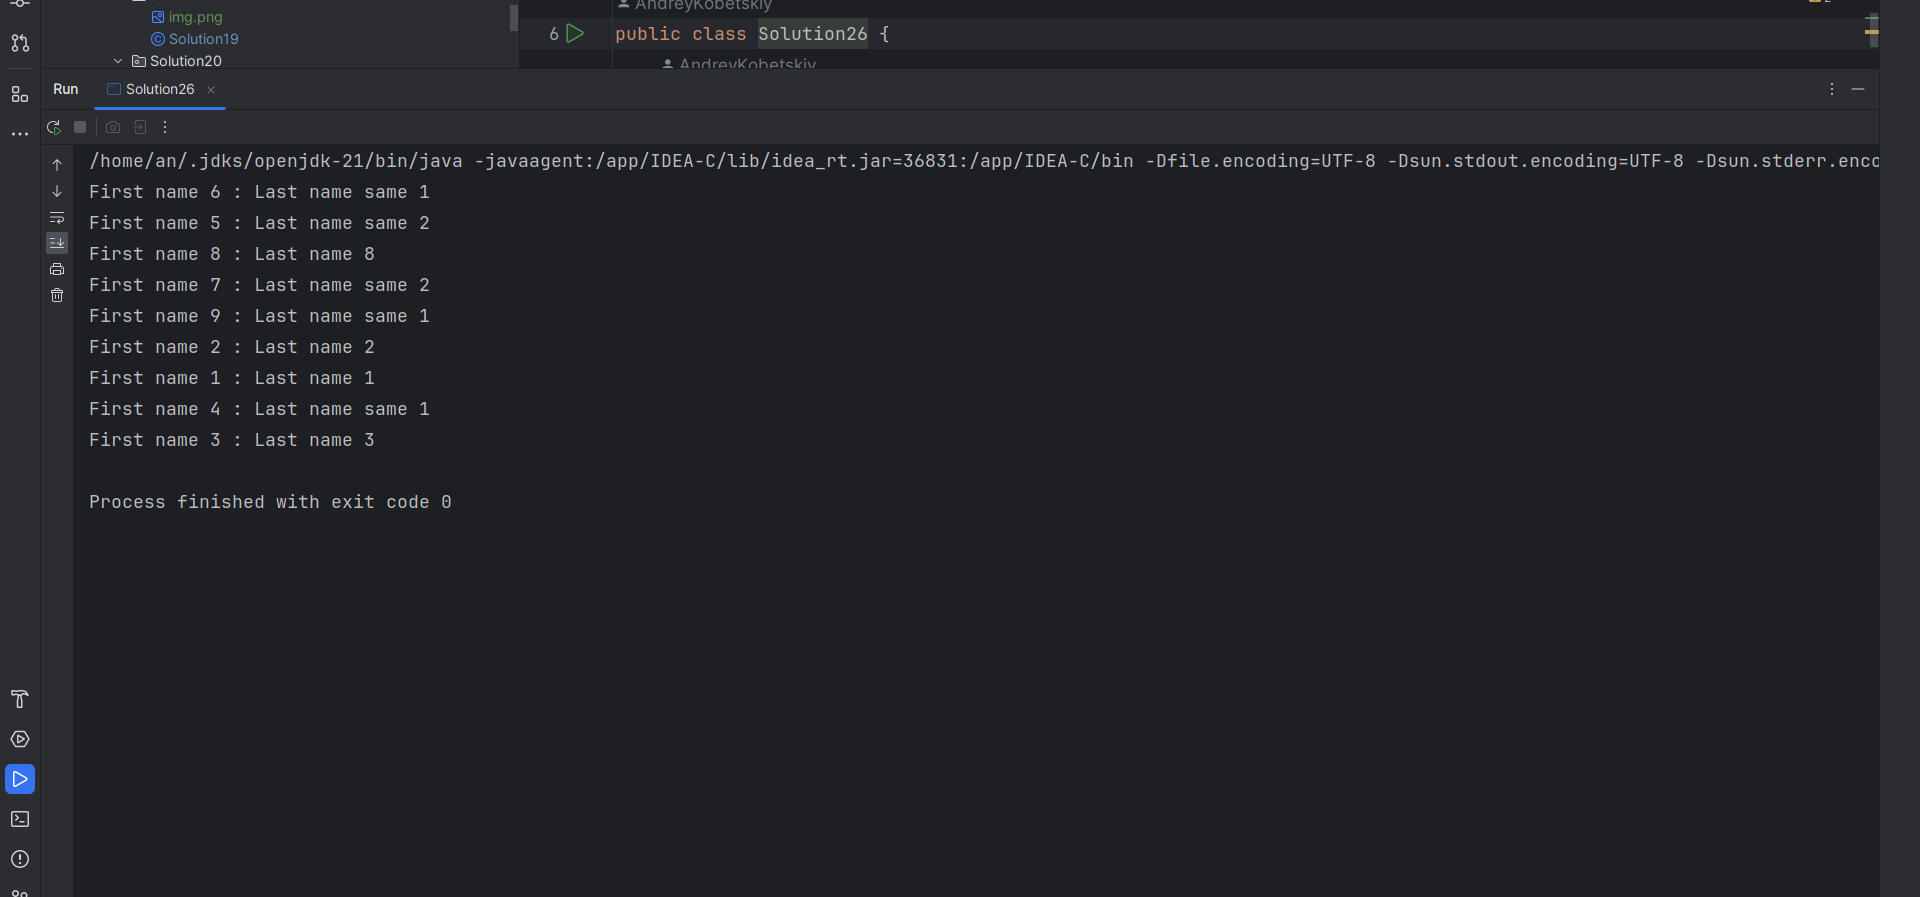 AndreyKobetskiy
img.png
Solution19
6 public class Solution26 {
Solution20
AndreyKobetskiy
Run Solution26
/home/an/.jdks/openjdk-21/bin/java -javaagent:/app/IDEA-C/lib/idea_rt.jar=36831:/app/IDEA-C/bin -Dfile.encoding=UTF-8 -Dsun.stdout.encoding=UTF-8 -Dsun.stderr.enco
First name 6 : Last name same 1
First name 5 : Last name same 2
First name 8 : Last name 8
First name 7 : Last name same 2
First name 9 : Last name same 1
First name 2 : Last name 2
First name 1 : Last name 1
First name 4 : Last name same 1
First name 3 : Last name 3
Process finished with exit code 0